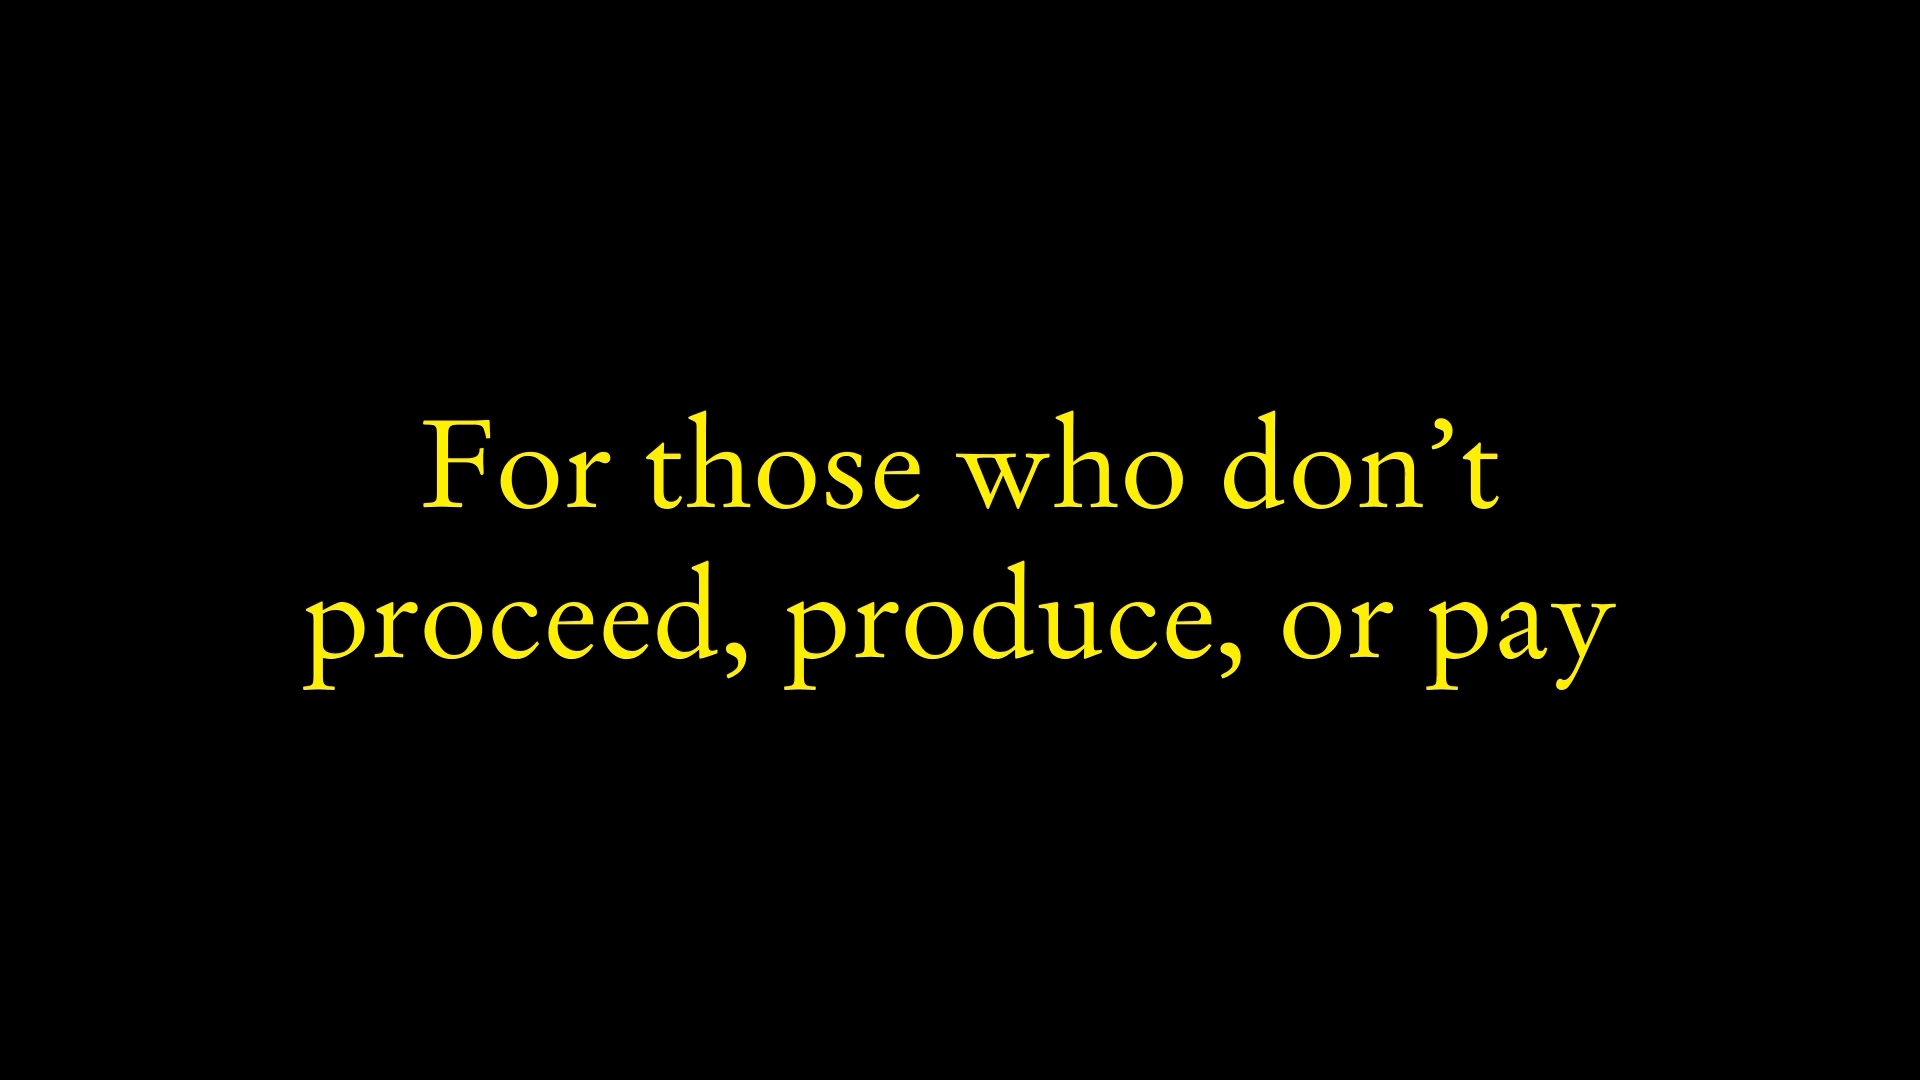 For those who don’t
proceed, produce, or pay